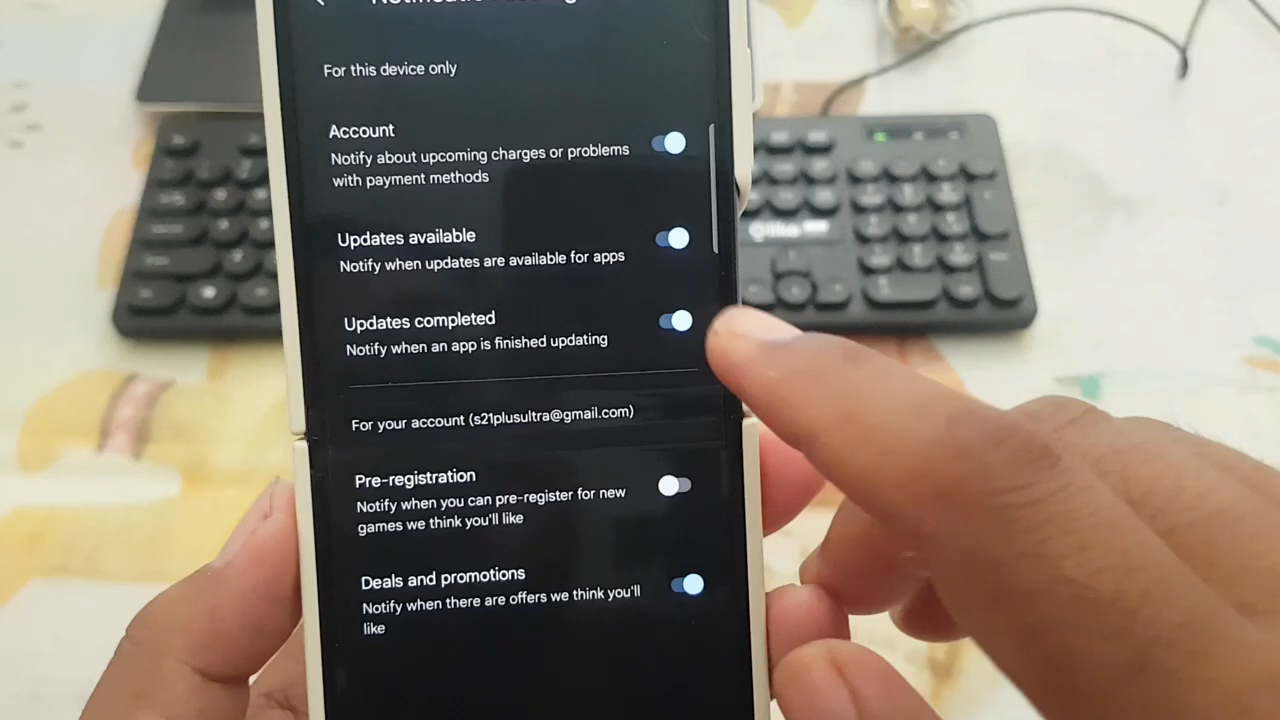 For this device only
Account
Notify about upcoming charges or problems
with payment methods
Updates available
Notify when updates are available for apps
Updates completed
Notify when an app is finished updating
For your account (s21plusultra@gmail.com)
Pre-registration
Notify when you can pre-register for new
games we think you'll like
Deals and promotions
Notify when there are offers we think you'll
like